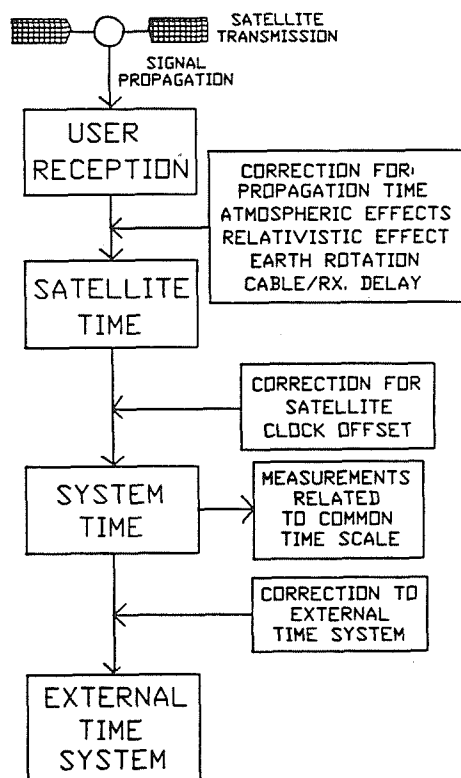 SATELLITE
TRANSMISSION
SIGNAL
PROPAGATION
USER
RECEPTION
CORRECTION FOR:
PROPAGATION TIME
ATMOSPHERIC EFFECTS
RELATIVISTIC EFFECT
EARTH ROTATION
CABLE/RX. DELAY
SATELLITE
TIME
CORRECTION FOR
SATELLITE
CLOCK OFFSET
SYSTEM
TIME
MEASUREMENTS
RELATED
TO COMMON
TIME SCALE
CORRECTION TO
EXTERNAL
TIME SYSTEM
EXTERNAL
TIME
SYSTEM